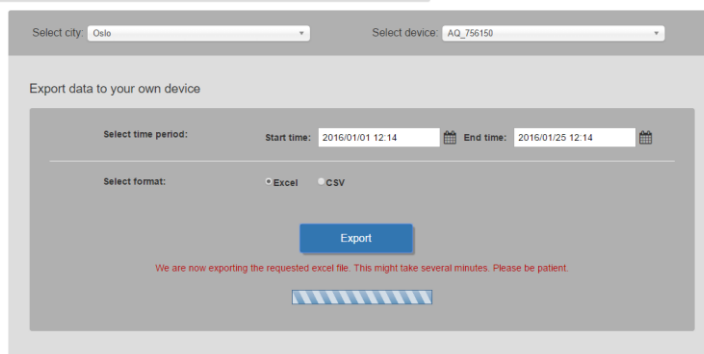 Select city: Oslo Select device: AQ_756150
Export data to your own device
Select time period: Start time: 2016/01/01 12:14 End time: 2016/01/25 12:14
Select format: Excel CSV
Export
We are now exporting the requested excel file. This might take several minutes. Please be patient.